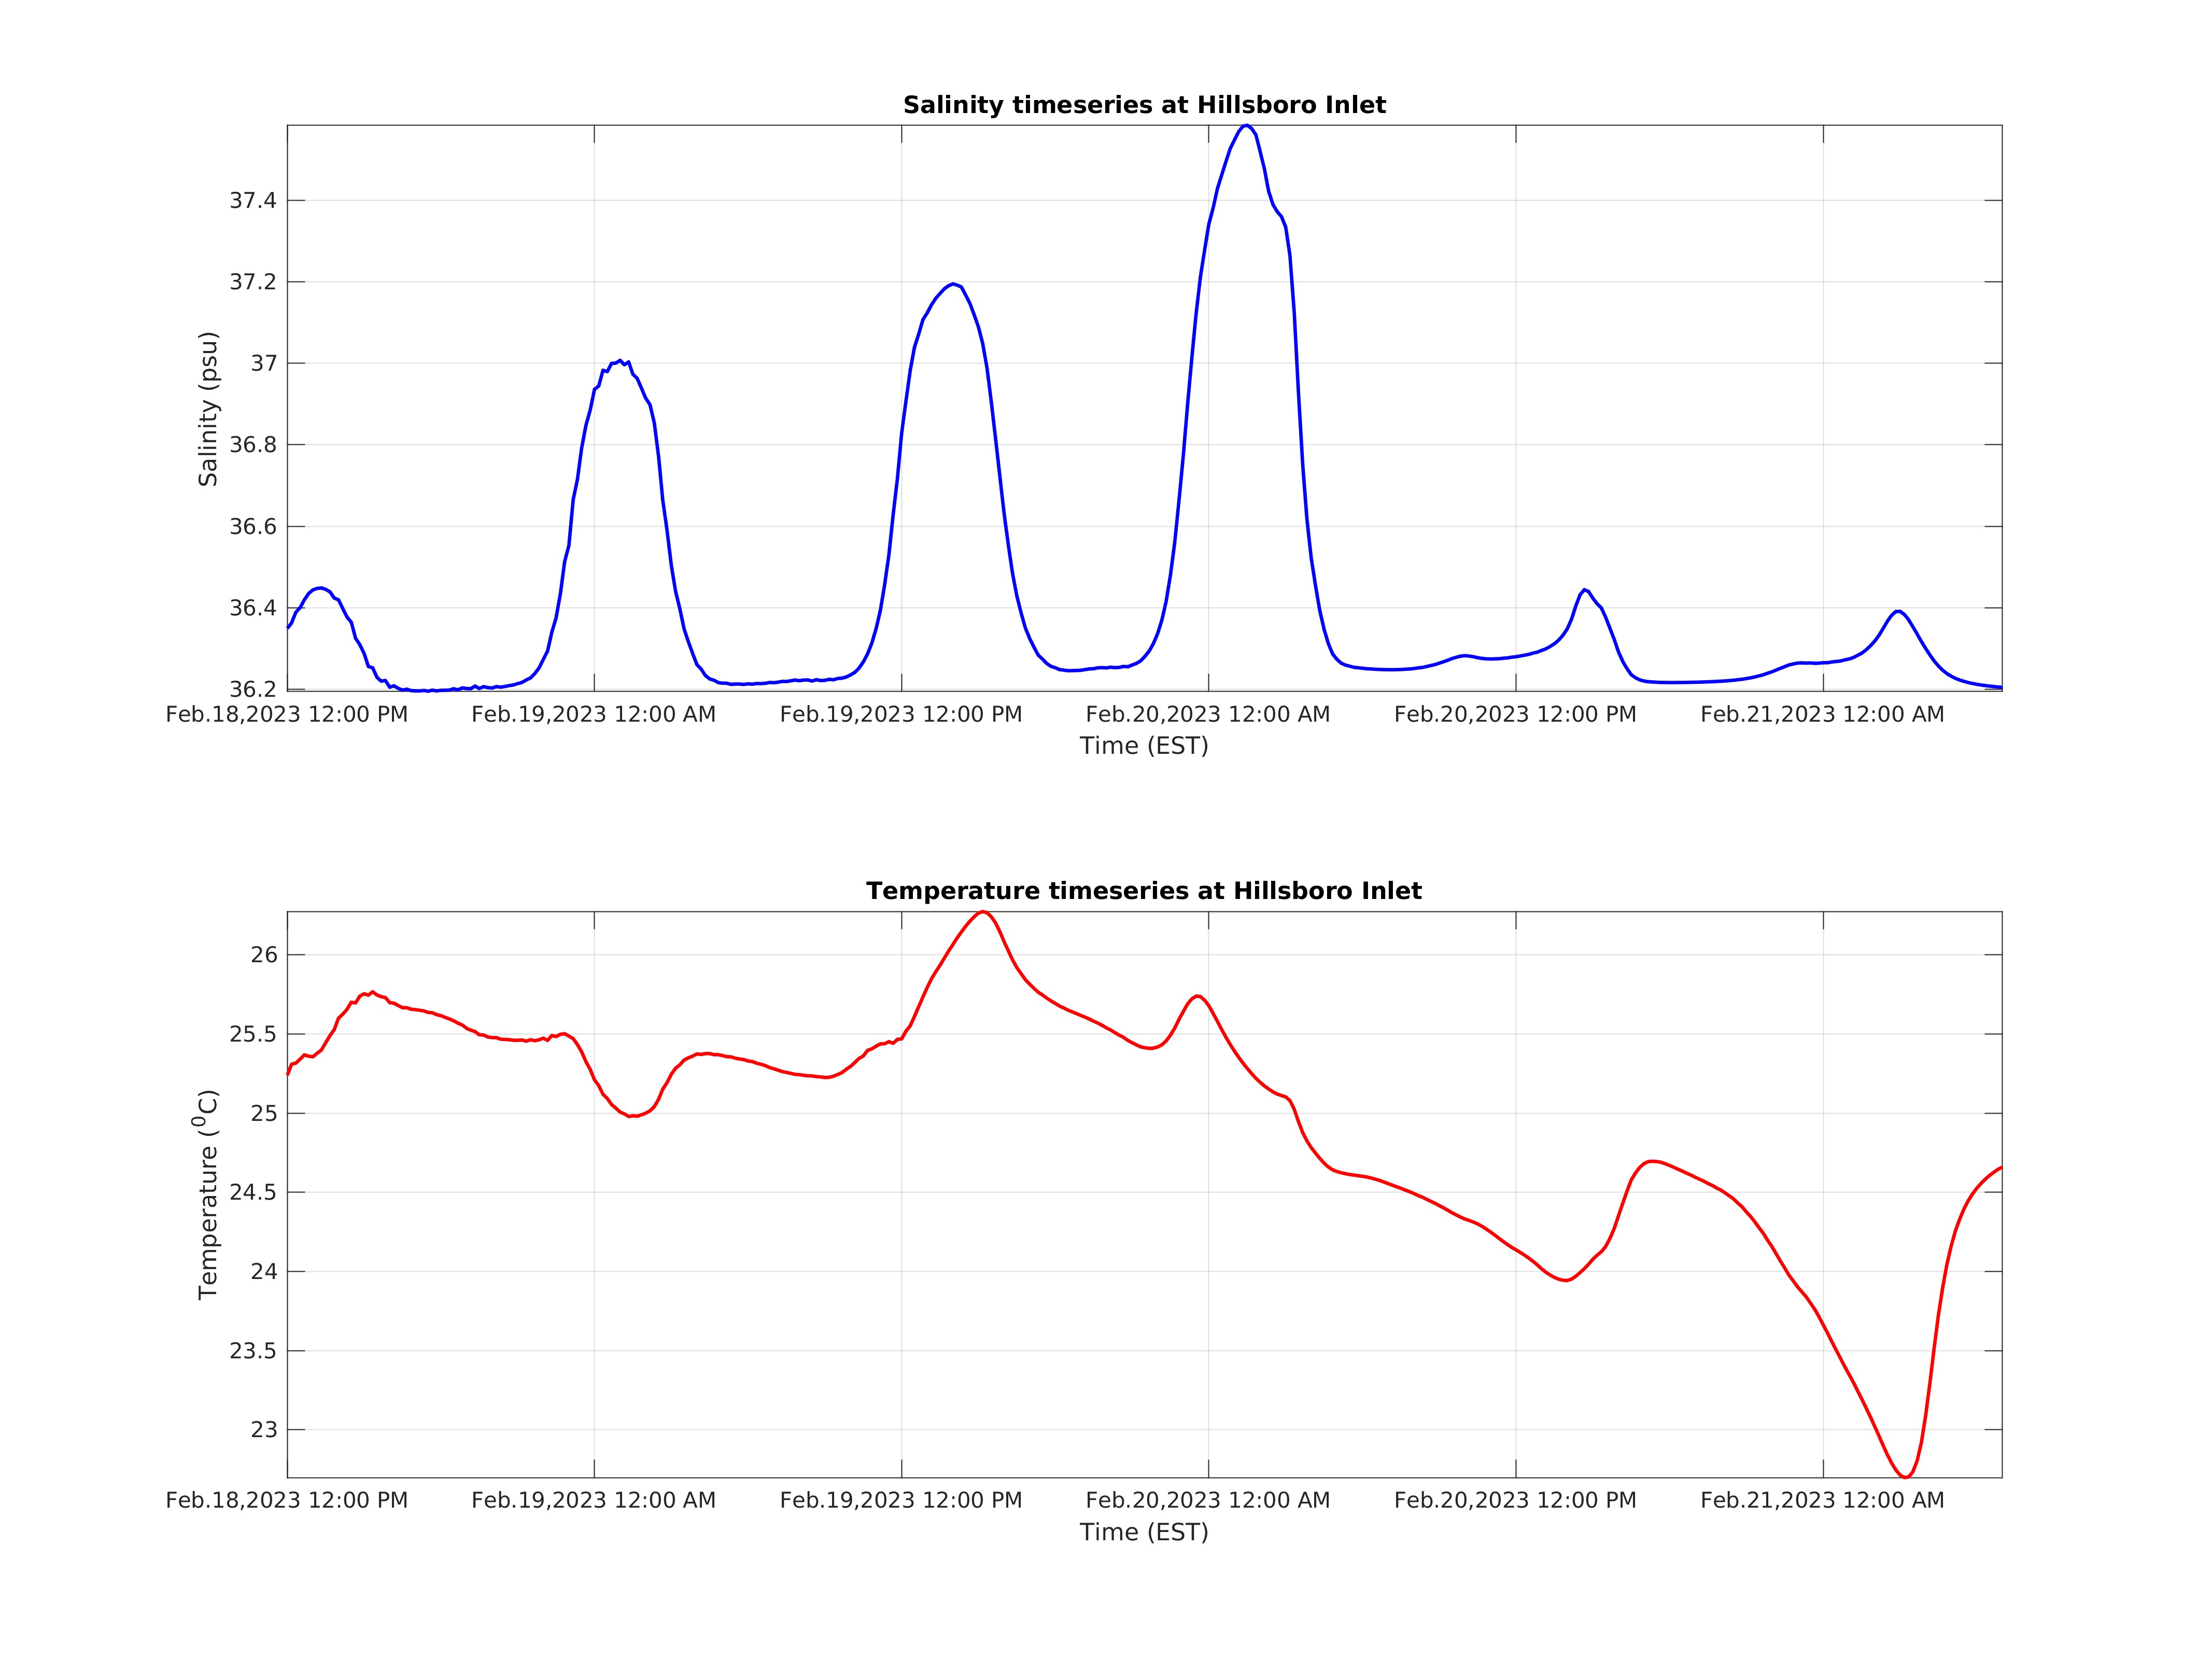 Salinity timeseries at Hillsboro Inlet
37.4
37.2
37
36.8
36.6
36.4
36.2
Salinity (psu)
Feb.18,2023 12:00 PM Feb.19,2023 12:00 AM Feb.19,2023 12:00 PM Feb.20,2023 12:00 AM Feb.20,2023 12:00 PM Feb.21,2023 12:00 AM
Time (EST)
Temperature timeseries at Hillsboro Inlet
26
25.5
25
24.5
24
23.5
23
Temperature (⁰C)
Feb.18,2023 12:00 PM Feb.19,2023 12:00 AM Feb.19,2023 12:00 PM Feb.20,2023 12:00 AM Feb.20,2023 12:00 PM Feb.21,2023 12:00 AM
Time (EST)